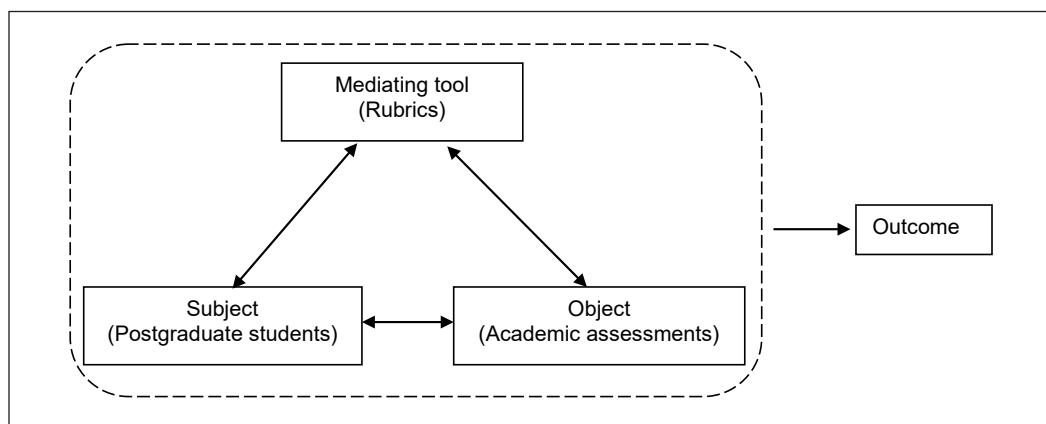 Mediating tool
(Rubrics)
Outcome
Subject
(Postgraduate students)
Object
(Academic assessments)